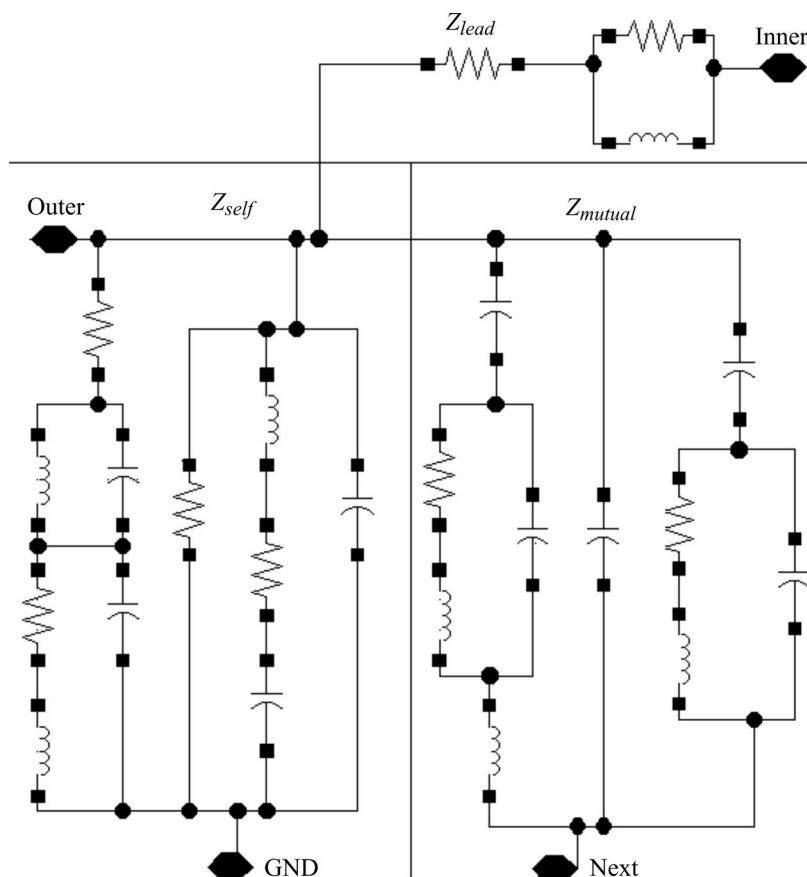 Z_lead
Inner
Outer
Z_self
Z_mutual
GND
Next